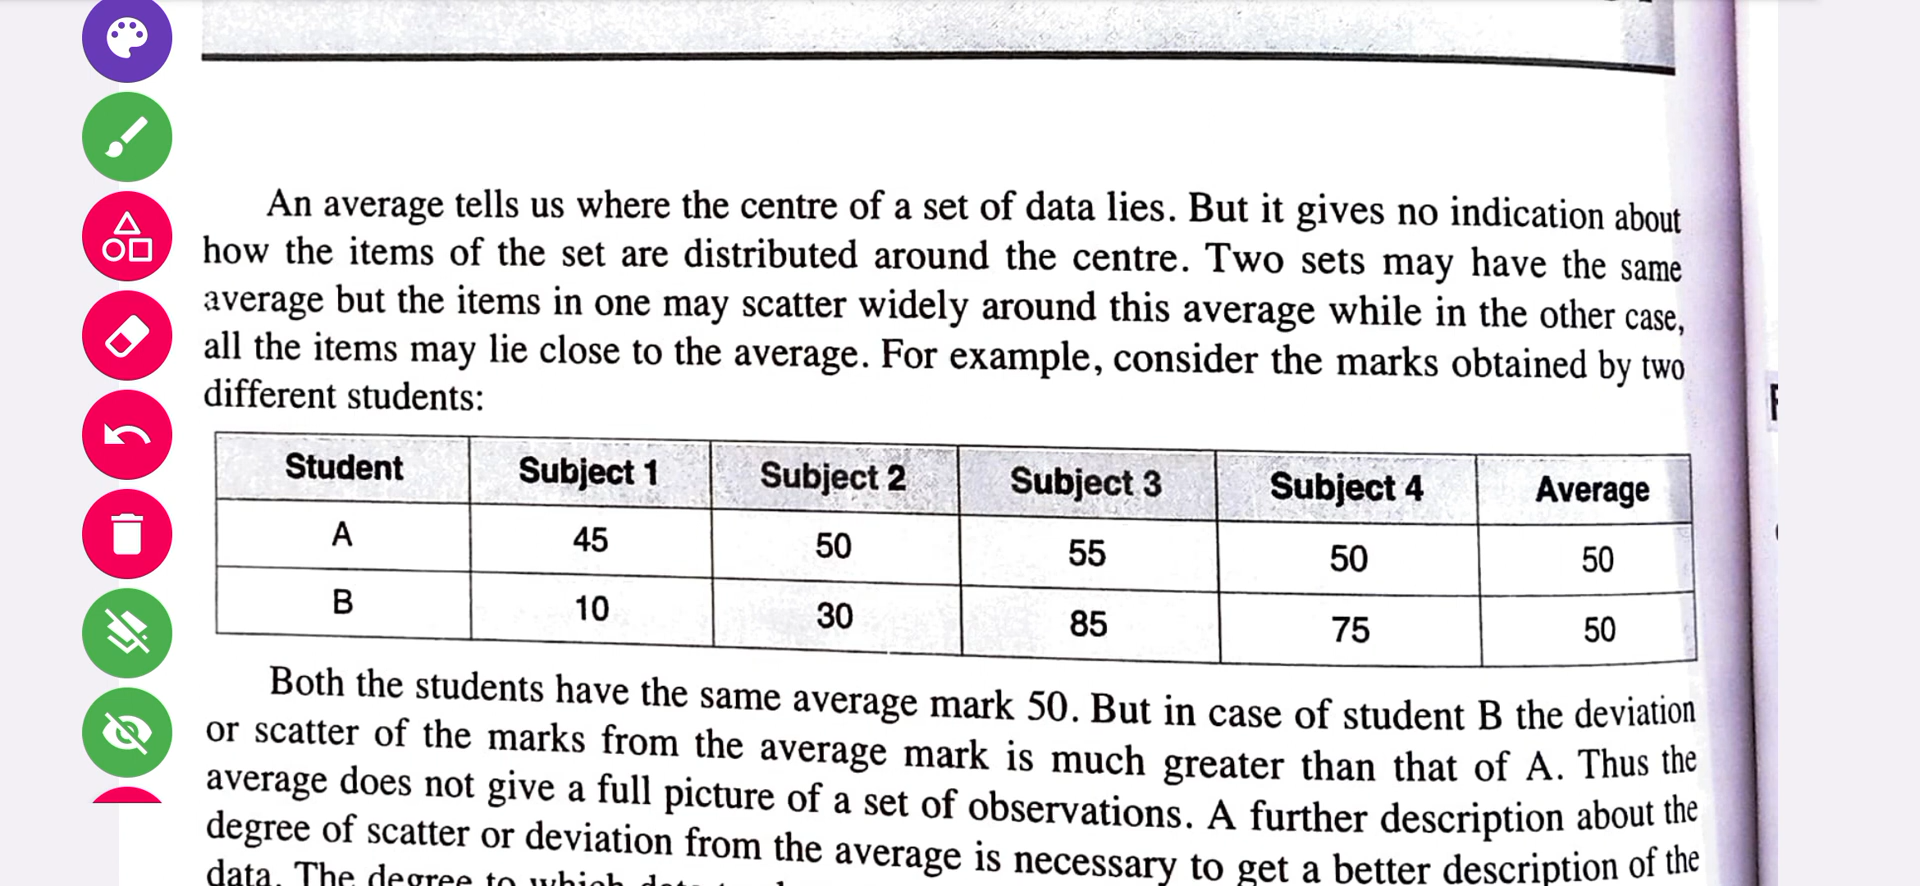 An average tells us where the centre of a set of data lies. But it gives no indication about
how the items of the set are distributed around the centre. Two sets may have the same
average but the items in one may scatter widely around this average while in the other case,
all the items may lie close to the average. For example, consider the marks obtained by two
different students:
Student Subject 1 Subject 2 Subject 3 Subject 4 Average
A 45 50 55 50 50
B 10 30 85 75 50
Both the students have the same average mark 50. But in case of student B the deviation
or scatter of the marks from the average mark is much greater than that of A. Thus the
average does not give a full picture of a set of observations. A further description about the
degree of scatter or deviation from the average is necessary to get a better description of the
data. The degree to which